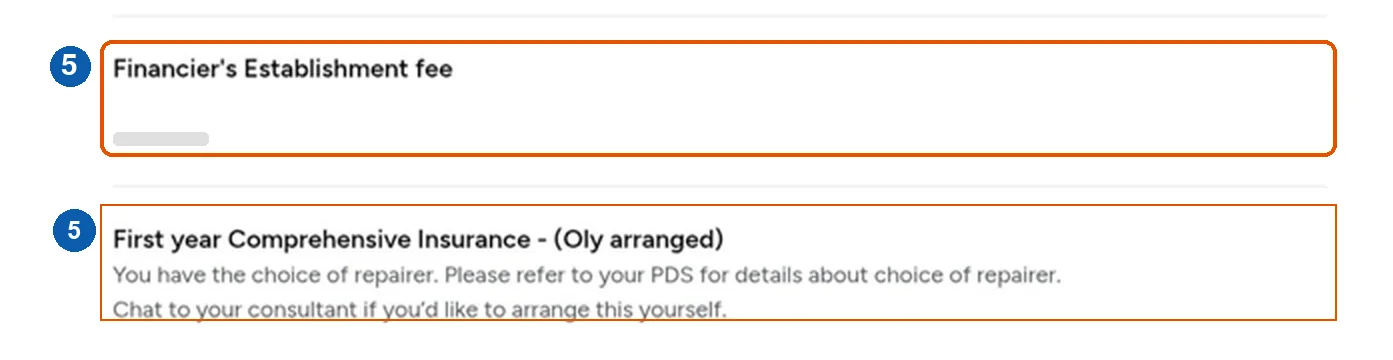 5
Financier's Establishment fee
5
First year Comprehensive Insurance - (Oly arranged)
You have the choice of repairer. Please refer to your PDS for details about choice of repairer.
Chat to your consultant if you'd like to arrange this yourself.